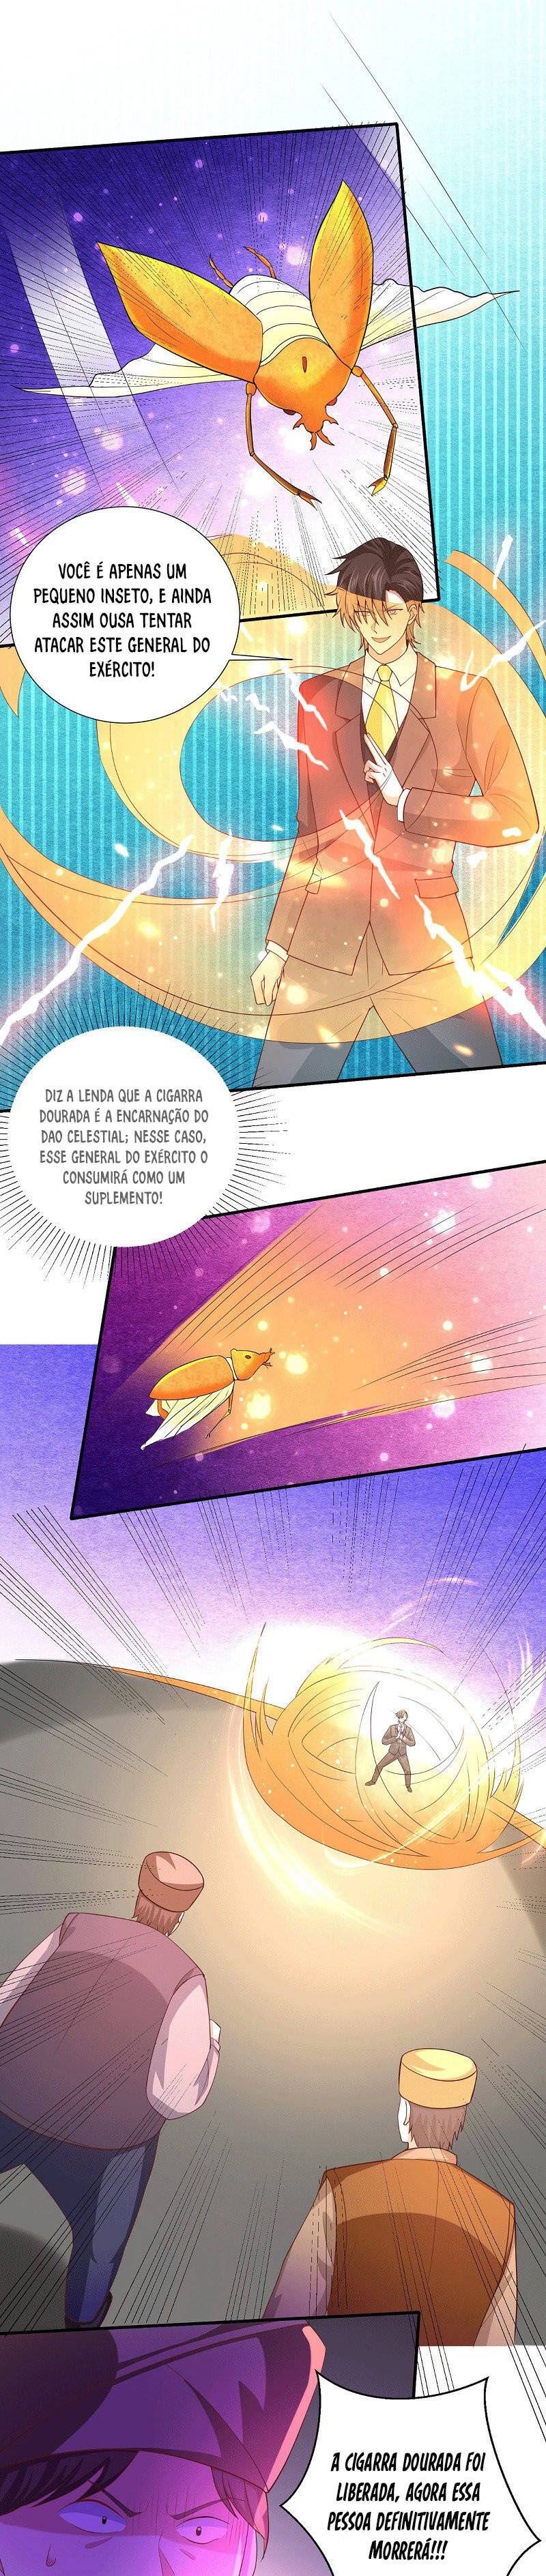 VOCÊ É APENAS UM
PEQUENO INSETO, E AINDA
ASSIM OUSA TENTAR
ATACAR ESTE GENERAL DO
EXÉRCITO!
DIZ A LENDA QUE A CIGARRA
DOURADA É A ENCARNAÇÃO DO
DAO CELESTIAL; NESSE CASO,
ESSE GENERAL DO EXÉRCITO O
CONSUMIRÁ COMO UM
SUPLEMENTO!
A CIGARRA DOURADA FOI
LIBERADA, AGORA ESSA
PESSOA DEFINITIVAMENTE
MORRERÁ!!!